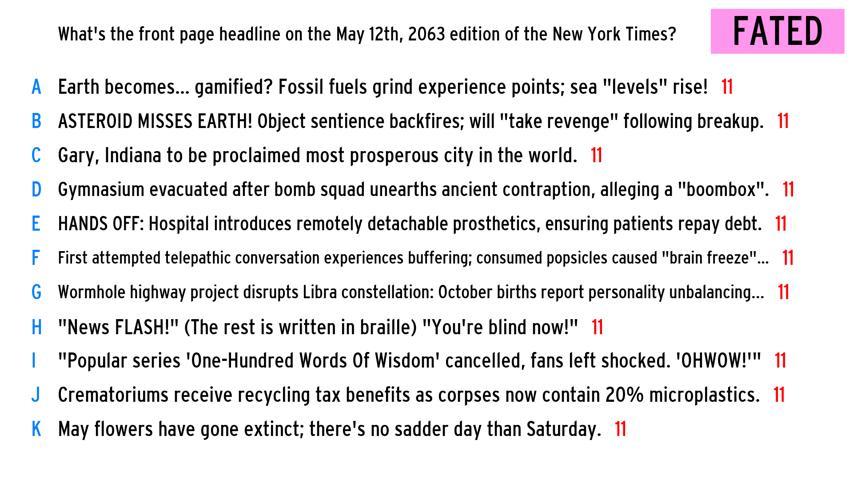 What's the front page headline on the May 12th, 2063 edition of the New York Times?
FATED
A Earth becomes... gamified? Fossil fuels grind experience points; sea "levels" rise! 11
B ASTEROID MISSES EARTH! Object sentience backfires; will "take revenge" following breakup. 11
C Gary, Indiana to be proclaimed most prosperous city in the world. 11
D Gymnasium evacuated after bomb squad unearths ancient contraption, alleging a "boombox". 11
E HANDS OFF: Hospital introduces remotely detachable prosthetics, ensuring patients repay debt. 11
F First attempted telepathic conversation experiences buffering; consumed popsicles caused "brain freeze"... 11
G Wormhole highway project disrupts Libra constellation: October births report personality unbalancing... 11
H "News FLASH!" (The rest is written in braille) "You're blind now!" 11
I "Popular series 'One-Hundred Words Of Wisdom' cancelled, fans left shocked. 'OHWOW!'" 11
J Crematoriums receive recycling tax benefits as corpses now contain 20% microplastics. 11
K May flowers have gone extinct; there's no sadder day than Saturday. 11